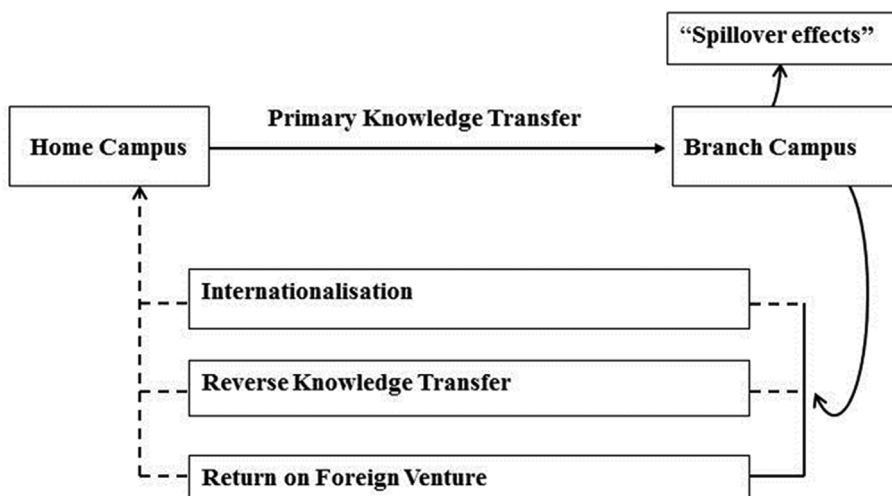 “Spillover effects”
Primary Knowledge Transfer
Home Campus
Branch Campus
Internationalisation
Reverse Knowledge Transfer
Return on Foreign Venture